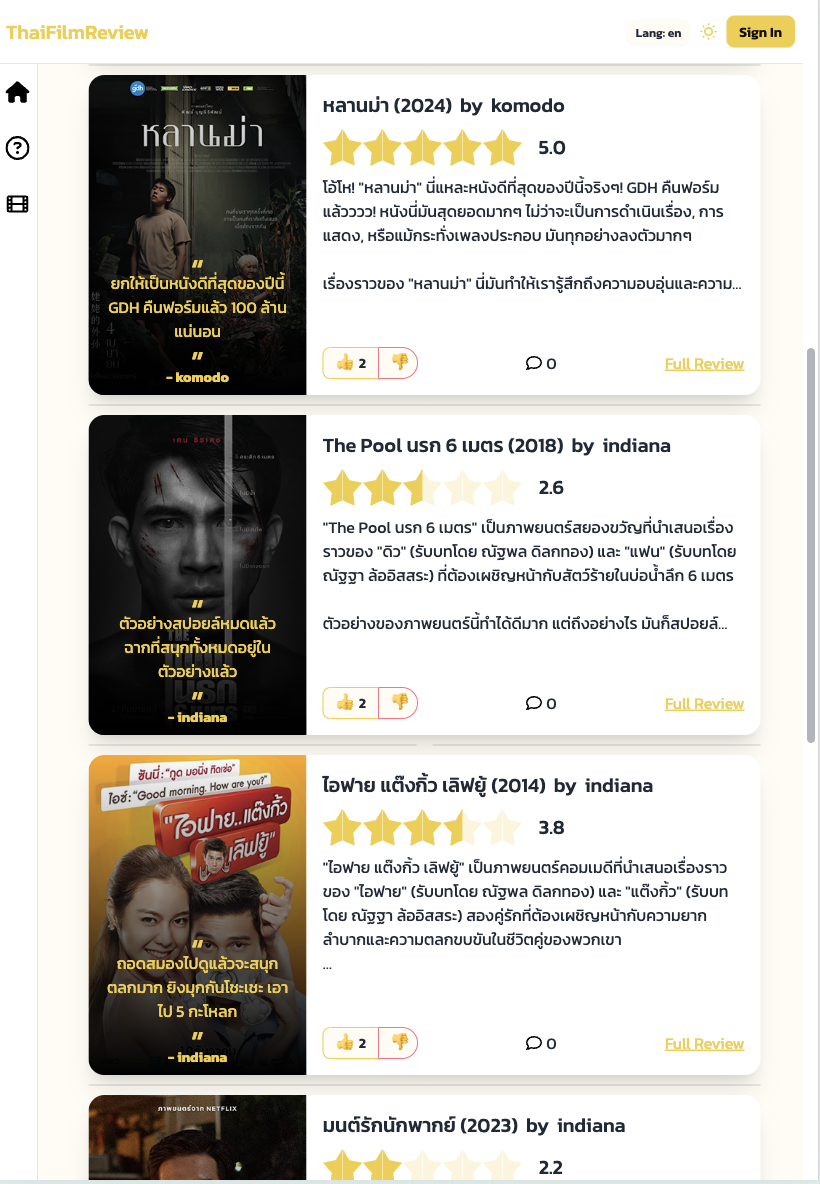 ThaiFilmReview
Lang: en
Sign In
หลานม่า (2024) by komodo
5.0
โอ้โห! "หลานม่า" นี่แหละหนังดีที่สุดของปีนี้จริงๆ! GDH คืนฟอร์ม
แล้วววว! หนังนี่มันสุดยอดมากๆ ไม่ว่าจะเป็นการดำเนินเรื่อง, การ
แสดง, หรือแม้กระทั่งเพลงประกอบ มันทุกอย่างลงตัวมากๆ
เรื่องราวของ "หลานม่า" นี่มันทำให้เรารู้สึกถึงความอบอุ่นและความ...
gdh
หลานม่า
"
ยกให้เป็นหนังดีที่สุดของปีนี้
GDH คืนฟอร์มแล้ว 100 ล้าน
แน่นอน
"
- komodo
2
0
Full Review
The Pool นรก 6 เมตร (2018) by indiana
2.6
"The Pool นรก 6 เมตร" เป็นภาพยนตร์สยองขวัญที่นำเสนอเรื่อง
ราวของ "ดิว" (รับบทโดย ณัฐพล ดิลกทอง) และ "แฟน" (รับบทโดย
ณัฐฐา ล้ออิสสระ) ที่ต้องเผชิญหน้ากับสัตว์ร้ายในบ่อน้ำลึก 6 เมตร
ตัวอย่างของภาพยนตร์นี้ทำได้ดีมาก แต่ถึงอย่างไร มันก็สปอยล์...
เคน ธีรเดช
"
ตัวอย่างสปอยล์หมดแล้ว
ฉากที่สนุกทั้งหมดอยู่ใน
ตัวอย่างแล้ว
"
- indiana
2
0
Full Review
ไอฟาย แต๊งกิ้ว เลิฟยู้ (2014) by indiana
3.8
"ไอฟาย แต๊งกิ้ว เลิฟยู้" เป็นภาพยนตร์คอมเมดีที่นำเสนอเรื่องราว
ของ "ไอฟาย" (รับบทโดย ณัฐพล ดิลกทอง) และ "แต๊งกิ้ว" (รับบท
โดย ณัฐฐา ล้ออิสสระ) สองคู่รักที่ต้องเผชิญหน้ากับความยาก
ลำบากและความตลกขบขันในชีวิตคู่ของพวกเขา
...
ซันนี่ : "กูด มอนิ่ง ทิดเช่อ"
ไอซ์ : "Good morning. How are you?"
"ไอฟาย..แต๊งกิ้ว
เลิฟยู้"
"
ถอดสมองไปดูแล้วจะสนุก
ตลกมาก ยิงมุกกันโชะเชะ เอา
ไป 5 กะโหลก
"
- indiana
2
0
Full Review
มนต์รักนักพากย์ (2023) by indiana
2.2
ภาพยนตร์จาก NETFLIX